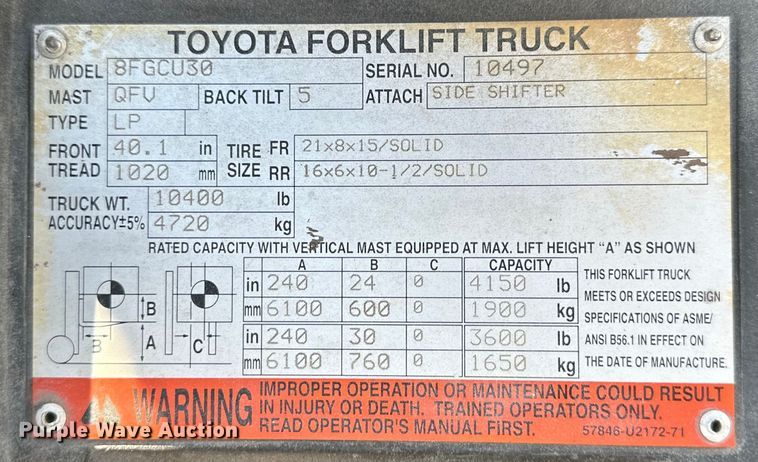 TOYOTA FORKLIFT TRUCK
MODEL 8FGCU30 SERIAL NO. 10497
MAST QFV BACK TILT 5 ATTACH SIDE SHIFTER
TYPE LP
FRONT TREAD 40.1 in TIRE SIZE FR 21x8x15/SOLID
1020 mm RR 16x6x10-1/2/SOLID
TRUCK WT. 10400 lb
ACCURACY±5% 4720 kg
RATED CAPACITY WITH VERTICAL MAST EQUIPPED AT MAX. LIFT HEIGHT "A" AS SHOWN
A B C CAPACITY
in 240 24 0 4150 lb
mm 6100 600 0 1900 kg
in 240 30 0 3600 lb
mm 6100 760 0 1650 kg
B
B A C
THIS FORKLIFT TRUCK
MEETS OR EXCEEDS DESIGN
SPECIFICATIONS OF ASME/
ANSI B56.1 IN EFFECT ON
THE DATE OF MANUFACTURE.
WARNING
IMPROPER OPERATION OR MAINTENANCE COULD RESULT
IN INJURY OR DEATH. TRAINED OPERATORS ONLY.
READ OPERATOR'S MANUAL FIRST.
57846-U2172-71
Purple Wave Auction